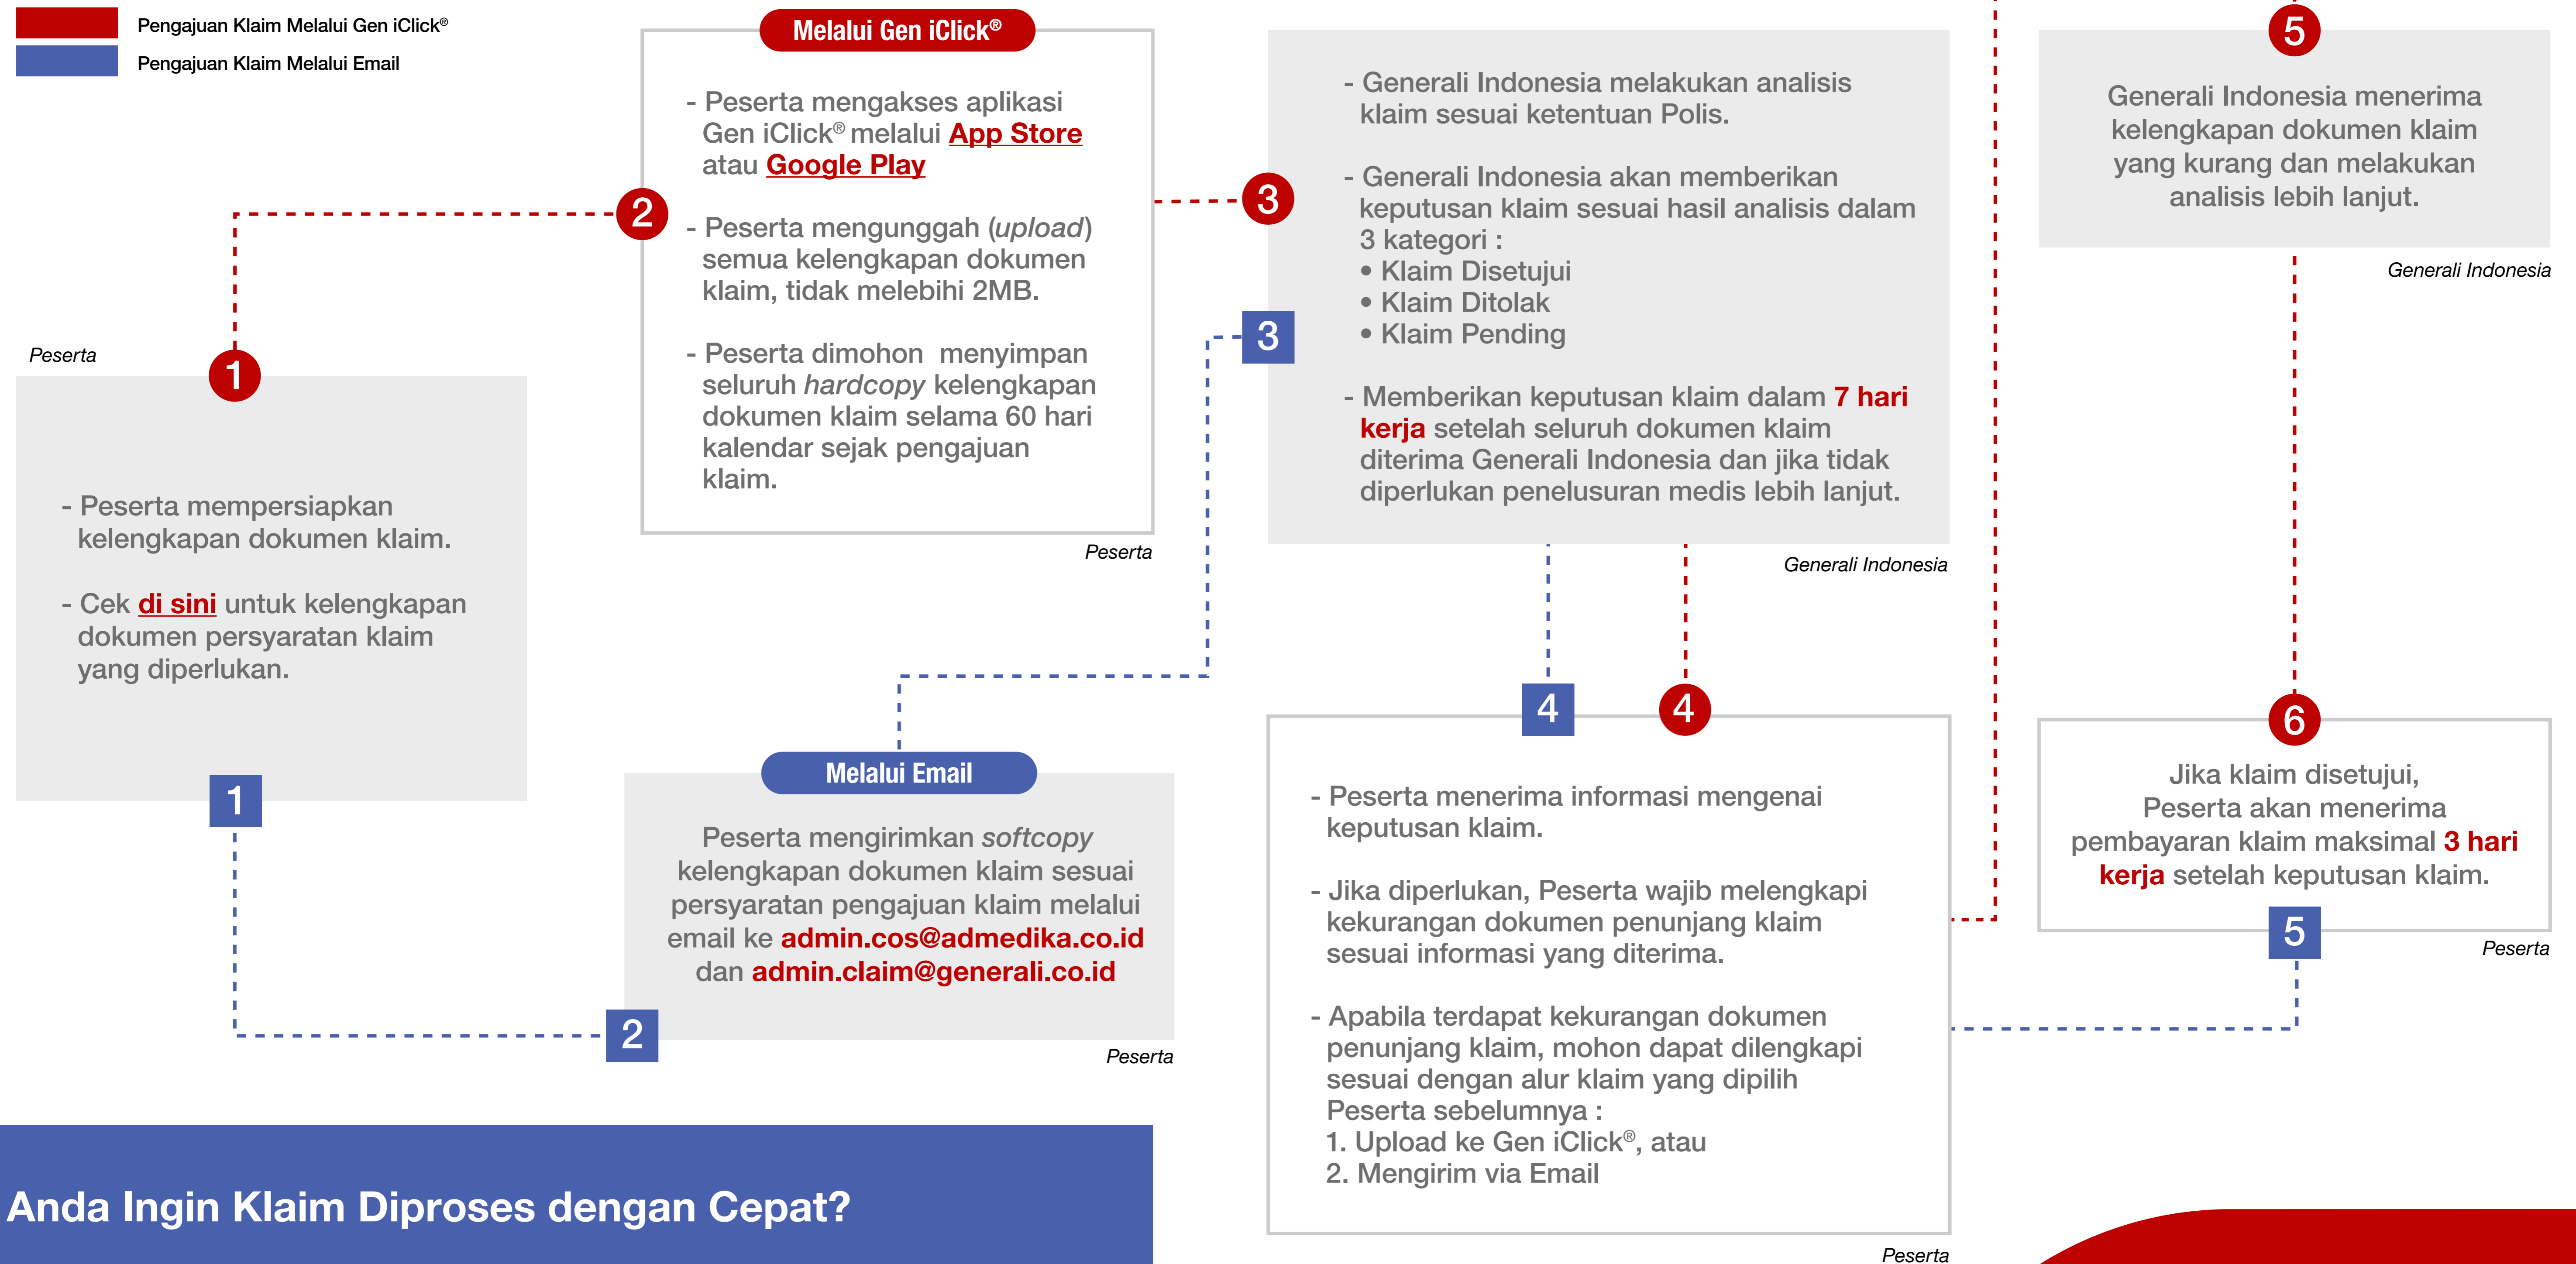 Pengajuan Klaim Melalui Gen iClick®
Pengajuan Klaim Melalui Email
Peserta
1
- Peserta mempersiapkan
kelengkapan dokumen klaim.
- Cek di sini untuk kelengkapan
dokumen persyaratan klaim
yang diperlukan.
1
Melalui Gen iClick®
2
- Peserta mengakses aplikasi
Gen iClick® melalui App Store
atau Google Play
- Peserta mengunggah (upload)
semua kelengkapan dokumen
klaim, tidak melebihi 2MB.
- Peserta dimohon menyimpan
seluruh hardcopy kelengkapan
dokumen klaim selama 60 hari
kalendar sejak pengajuan
klaim.
Peserta
Melalui Email
Peserta mengirimkan softcopy
kelengkapan dokumen klaim sesuai
persyaratan pengajuan klaim melalui
email ke admin.cos@admedika.co.id
dan admin.claim@generali.co.id
2
Peserta
3
3
- Generali Indonesia melakukan analisis
klaim sesuai ketentuan Polis.
- Generali Indonesia akan memberikan
keputusan klaim sesuai hasil analisis dalam
3 kategori :
• Klaim Disetujui
• Klaim Ditolak
• Klaim Pending
- Memberikan keputusan klaim dalam 7 hari
kerja setelah seluruh dokumen klaim
diterima Generali Indonesia dan jika tidak
diperlukan penelusuran medis lebih lanjut.
Generali Indonesia
4
4
- Peserta menerima informasi mengenai
keputusan klaim.
- Jika diperlukan, Peserta wajib melengkapi
kekurangan dokumen penunjang klaim
sesuai informasi yang diterima.
- Apabila terdapat kekurangan dokumen
penunjang klaim, mohon dapat dilengkapi
sesuai dengan alur klaim yang dipilih
Peserta sebelumnya :
1. Upload ke Gen iClick®, atau
2. Mengirim via Email
Peserta
5
Generali Indonesia menerima
kelengkapan dokumen klaim
yang kurang dan melakukan
analisis lebih lanjut.
Generali Indonesia
6
Jika klaim disetujui,
Peserta akan menerima
pembayaran klaim maksimal 3 hari
kerja setelah keputusan klaim.
5
Peserta
Anda Ingin Klaim Diproses dengan Cepat?